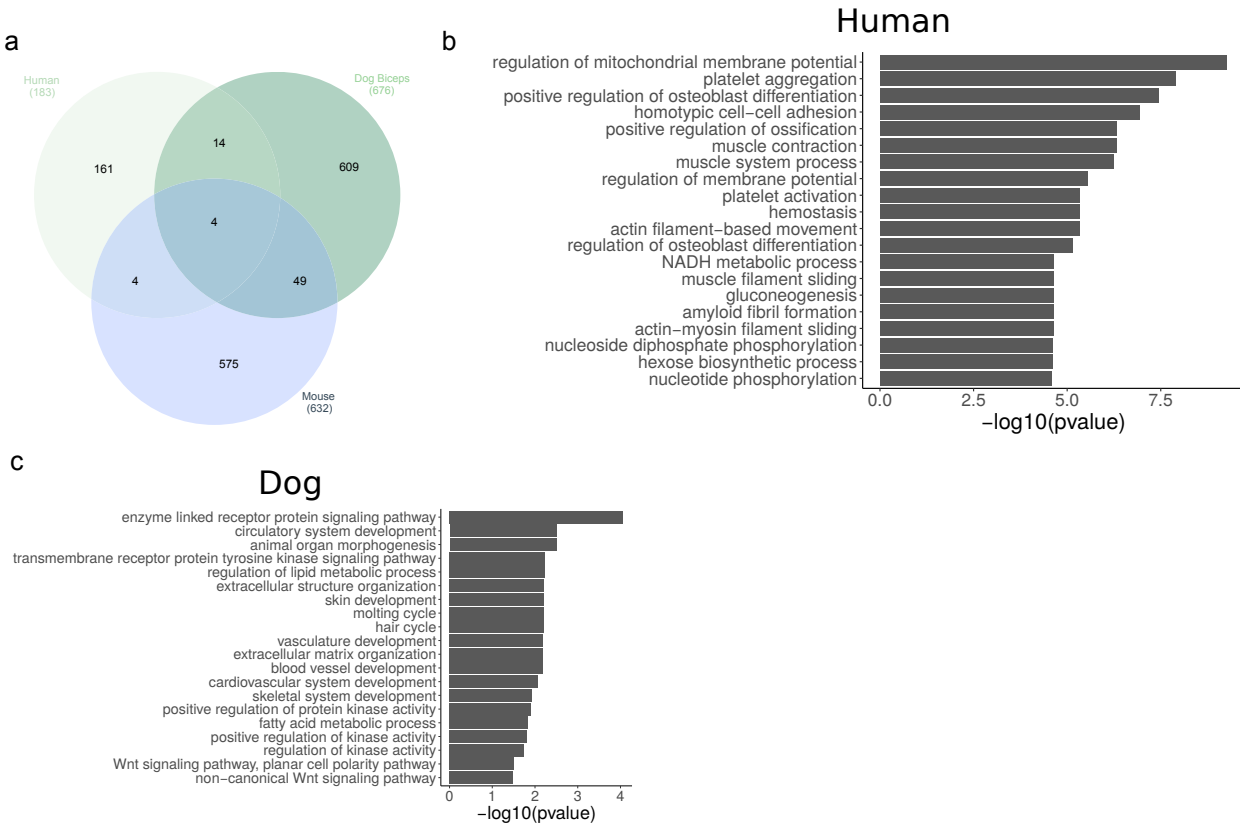 a
Human
(183)
Dog Biceps
(676)
14
161
609
4
4
49
575
Mouse
(632)
b
Human
regulation of mitochondrial membrane potential
platelet aggregation
positive regulation of osteoblast differentiation
homotypic cell−cell adhesion
positive regulation of ossification
muscle contraction
muscle system process
regulation of membrane potential
platelet activation
hemostasis
actin filament−based movement
regulation of osteoblast differentiation
NADH metabolic process
muscle filament sliding
gluconeogenesis
amyloid fibril formation
actin−myosin filament sliding
nucleoside diphosphate phosphorylation
hexose biosynthetic process
nucleotide phosphorylation
0.0 2.5 5.0 7.5
−log10(pvalue)
c
Dog
enzyme linked receptor protein signaling pathway
circulatory system development
animal organ morphogenesis
transmembrane receptor protein tyrosine kinase signaling pathway
regulation of lipid metabolic process
extracellular structure organization
skin development
molting cycle
hair cycle
vasculature development
extracellular matrix organization
blood vessel development
cardiovascular system development
skeletal system development
positive regulation of protein kinase activity
fatty acid metabolic process
positive regulation of kinase activity
regulation of kinase activity
Wnt signaling pathway, planar cell polarity pathway
non−canonical Wnt signaling pathway
0 1 2 3 4
−log10(pvalue)